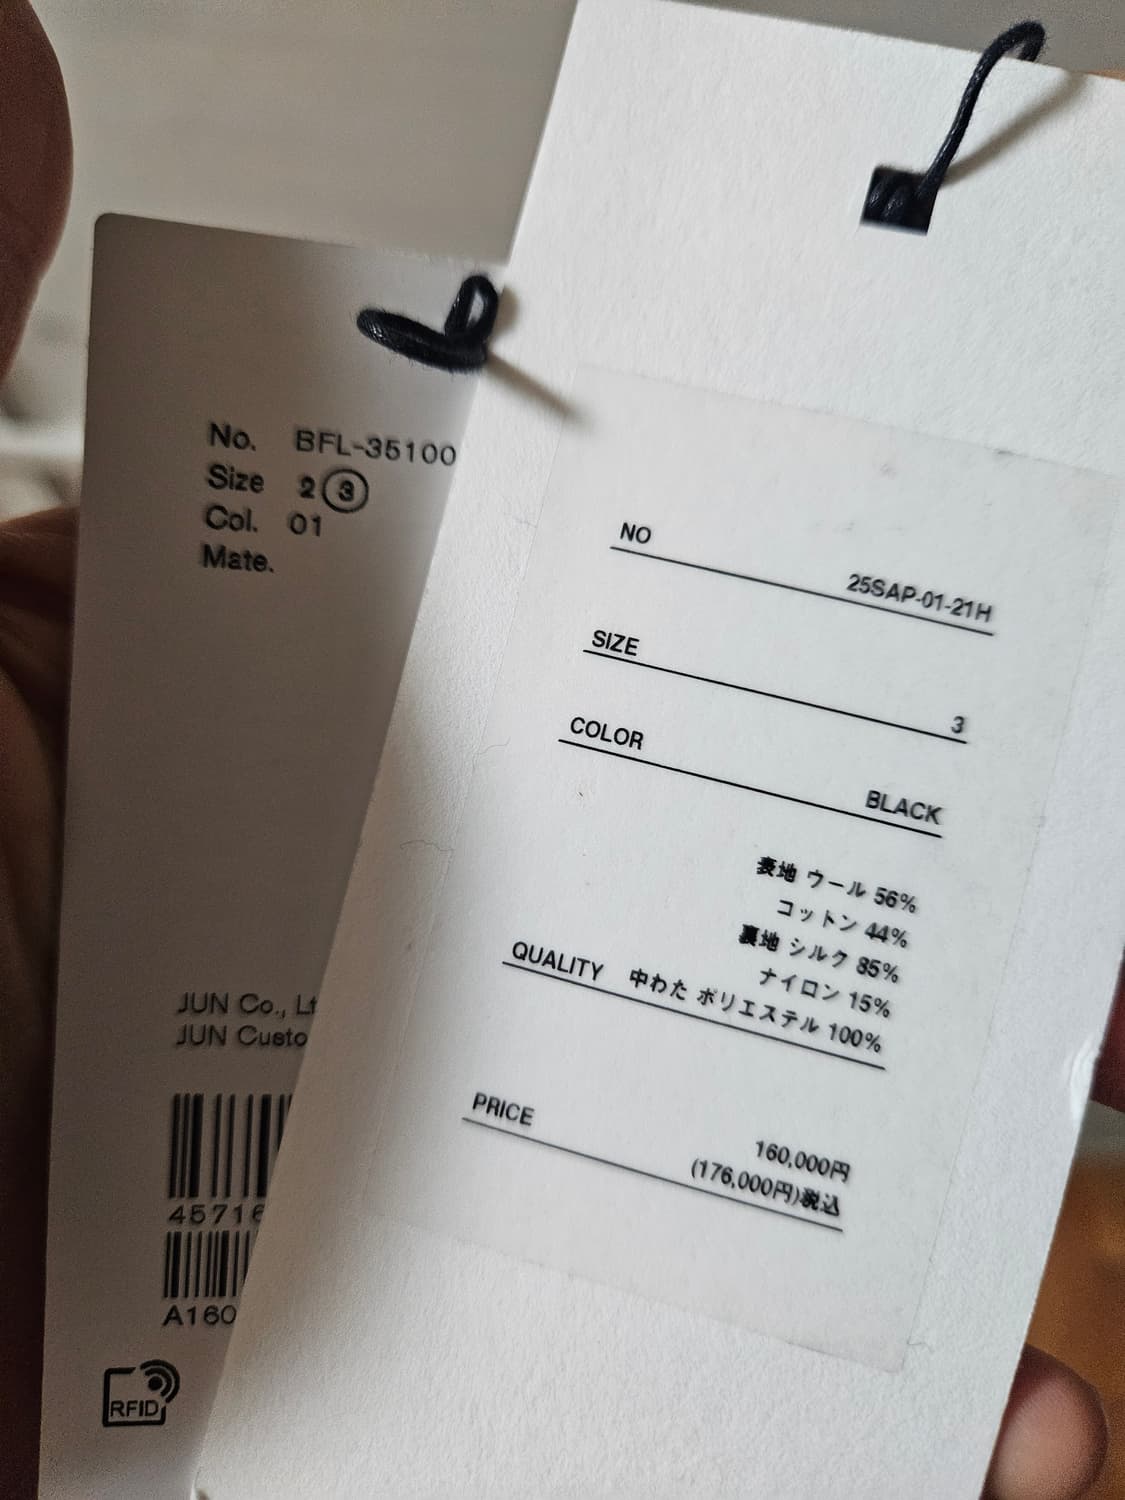 No. BFL-35100
Size 2 3
Col. 01
Mate.
JUN Co., Lt
JUN Custo
45716
A160
RFID
NO
25SAP-01-21H
SIZE
3
COLOR
BLACK
表地 ウール 56%
コットン 44%
裏地 シルク 85%
ナイロン 15%
QUALITY 中わた ポリエステル 100%
PRICE
160,000円
(176,000円)税込